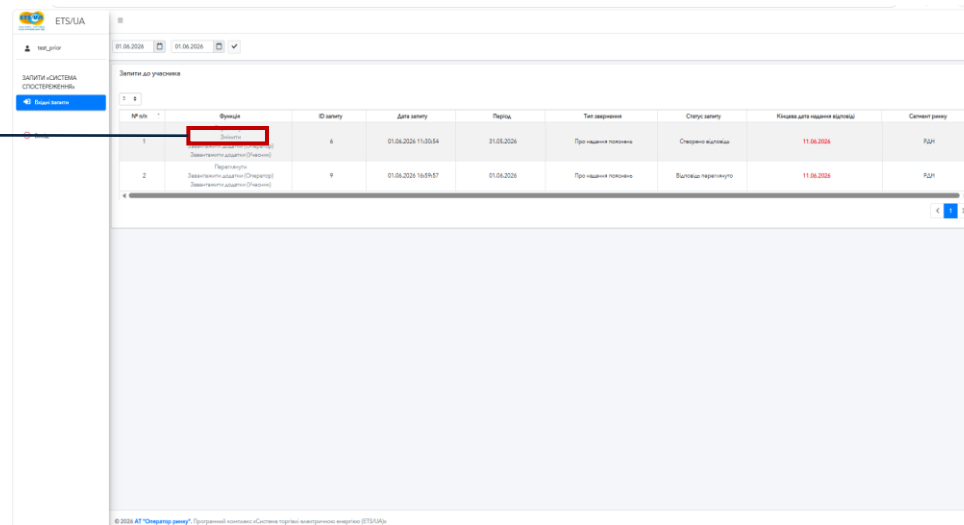 ETS/UA
test_prior
01.06.2026 01.06.2026
ЗАПИТИ «СИСТЕМА
СПОСТЕРЕЖЕННЯ»
Вхідні запити
Запити до учасника
№ п/п Функція ID запиту Дата запиту Період Тип звернення Статус запиту Кінцева дата надання відповіді Сегмент ринку
1 Змінити 6 01.06.2026 11:30:54 31.05.2026 Про надання пояснень Створено відповідь 11.06.2026 РДН
Завантажити додатки (Оператор)
Завантажити додатки (Учасник)
Переглянути
2 Завантажити додатки (Оператор) 9 01.06.2026 16:59:57 01.06.2026 Про надання пояснень Відповідь переглянуто 11.06.2026 РДН
Завантажити додатки (Учасник)
1
© 2026 АТ "Оператор ринку". Програмний комплекс «Система торгівлі електричною енергією (ETS/UA)»